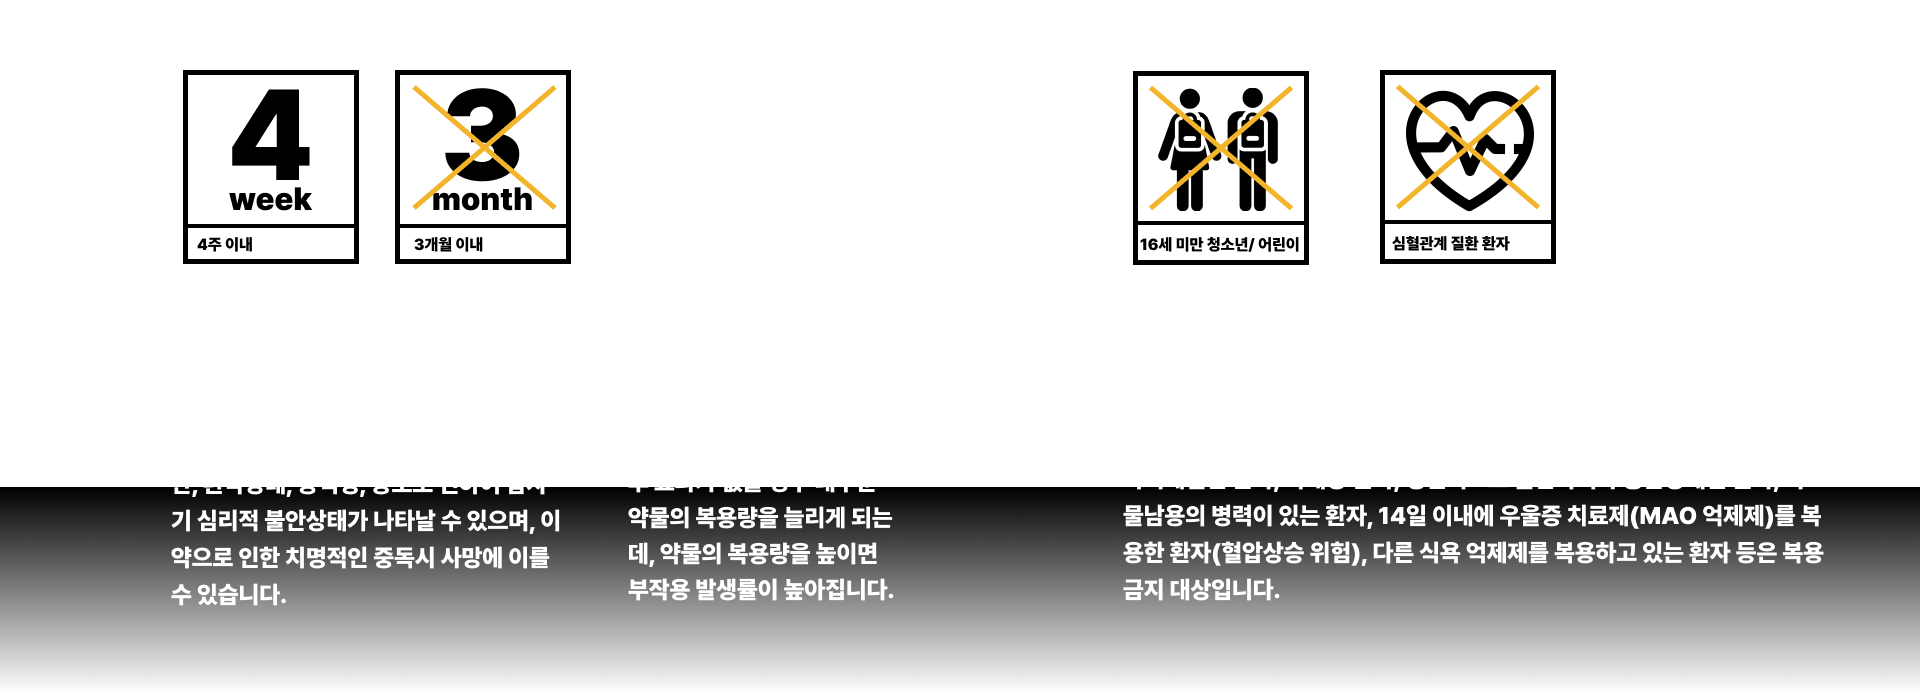 4
week
4주 이내
3
month
3개월 이내
16세 미만 청소년/ 어린이
심혈관계 질환 환자
기 심리적 불안상태가 나타날 수 있으며, 이
약으로 인한 치명적인 중독시 사망에 이를
수 있습니다.
약물의 복용량을 늘리게 되는
데, 약물의 복용량을 높이면
부작용 발생률이 높아집니다.
물남용의 병력이 있는 환자, 14일 이내에 우울증 치료제(MAO 억제제)를 복
용한 환자(혈압상승 위험), 다른 식욕 억제제를 복용하고 있는 환자 등은 복용
금지 대상입니다.